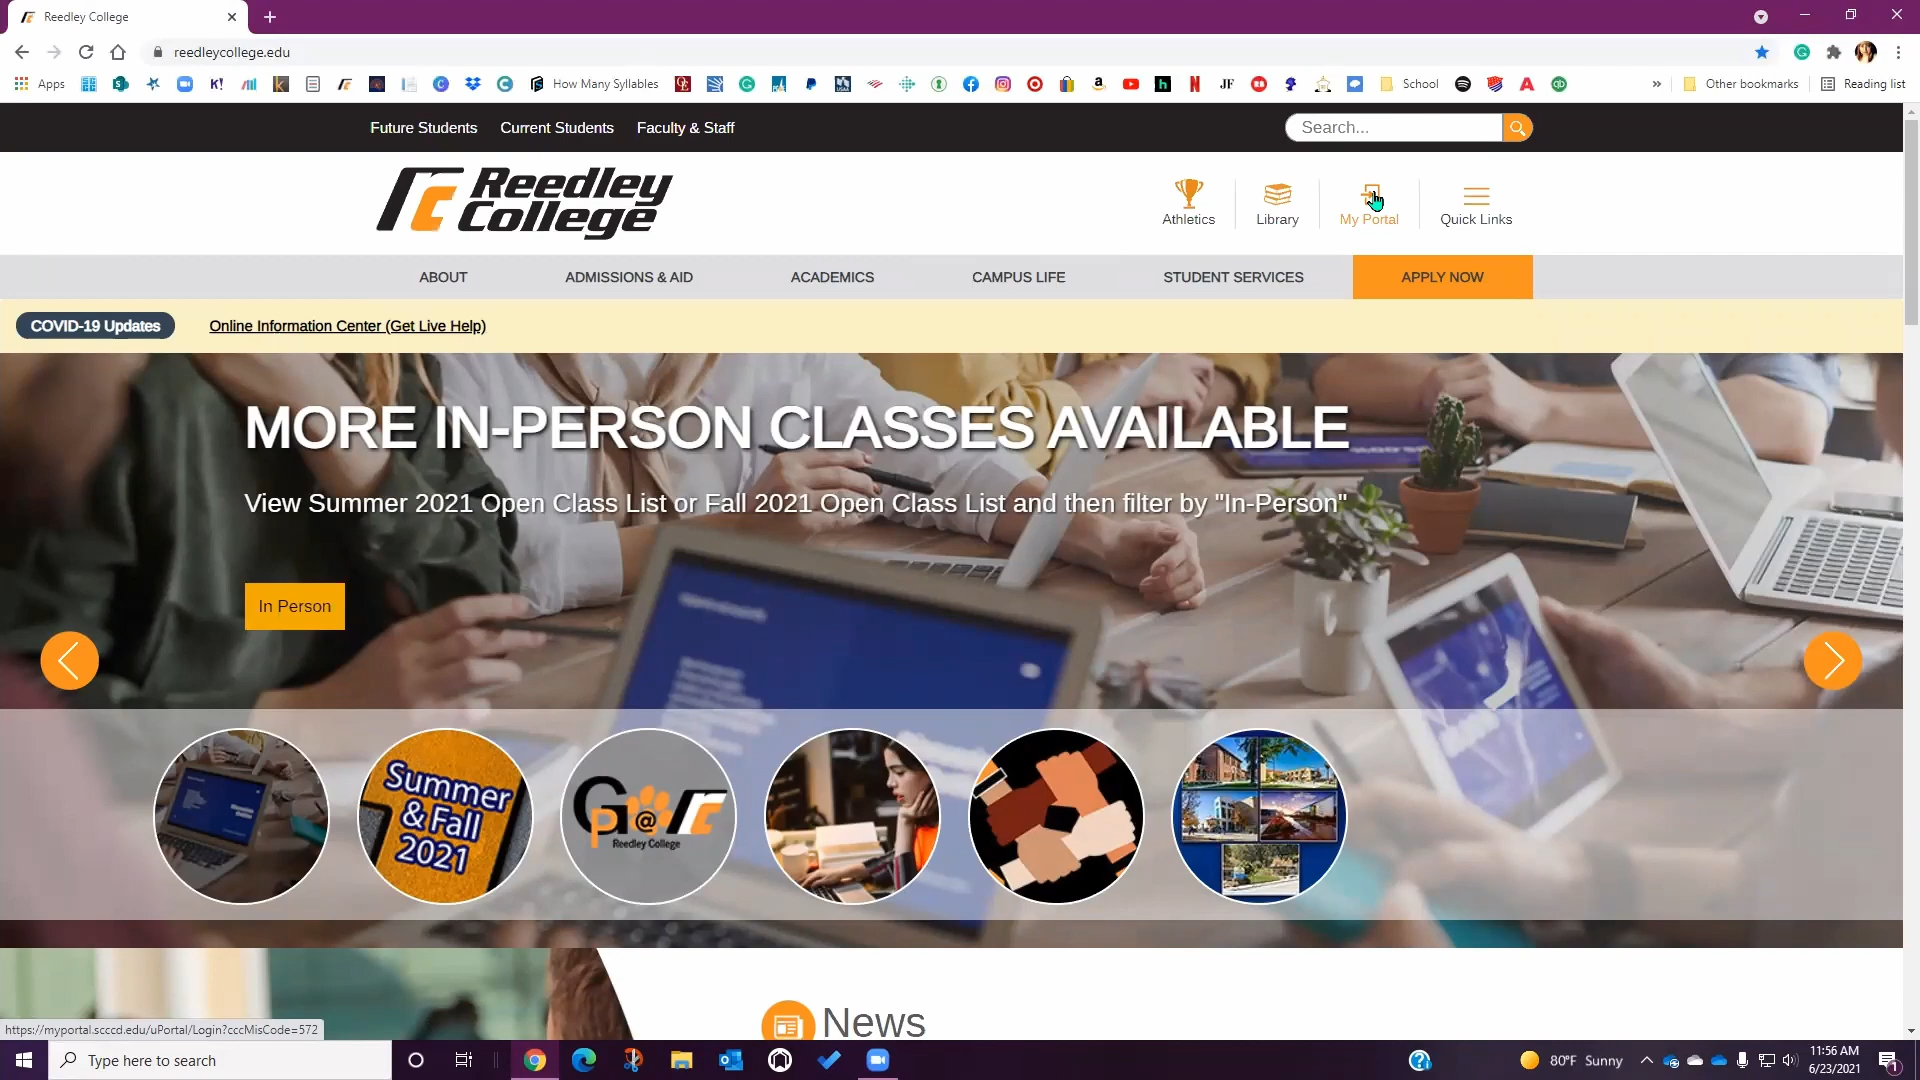 Reedley College
reedleycollege.edu
Apps
K!
How Many Syllables
JF
School
Other bookmarks
Reading list
Future Students Current Students Faculty & Staff
Search...
Reedley
College
Athletics
Library
My Portal
Quick Links
ABOUT
ADMISSIONS & AID
ACADEMICS
CAMPUS LIFE
STUDENT SERVICES
APPLY NOW
COVID-19 Updates
Online Information Center (Get Live Help)
MORE IN-PERSON CLASSES AVAILABLE
View Summer 2021 Open Class List or Fall 2021 Open Class List and then filter by "In-Person"
In Person
Summer
& Fall
2021
GP@rc
Reedley College
News
https://myportal.scccd.edu/uPortal/Login?cccMisCode=572
Type here to search
80°F Sunny
11:56 AM
6/23/2021
1